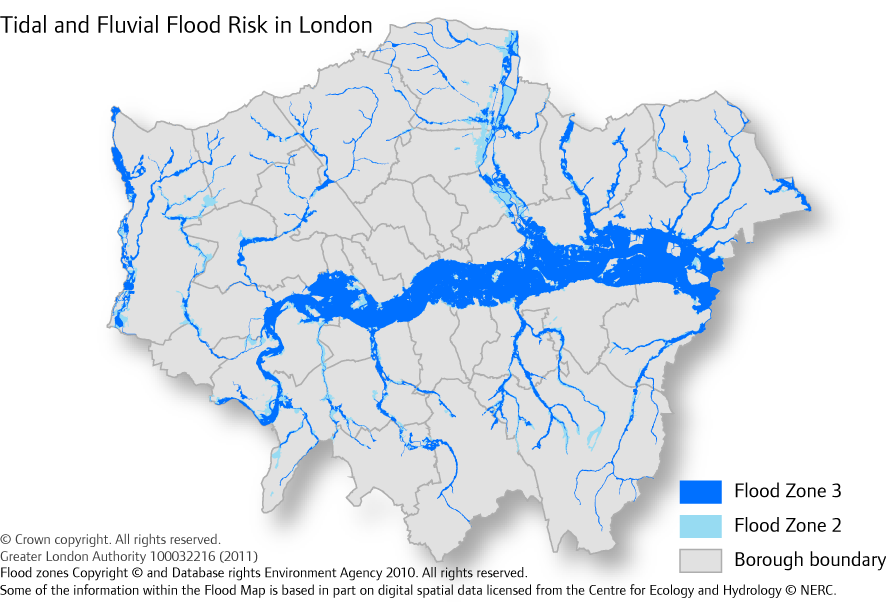 Tidal and Fluvial Flood Risk in London
Flood Zone 3
Flood Zone 2
Borough boundary
© Crown copyright. All rights reserved.
Greater London Authority 100032216 (2011)
Flood zones Copyright © and Database rights Environment Agency 2010. All rights reserved.
Some of the information within the Flood Map is based in part on digital spatial data licensed from the Centre for Ecology and Hydrology © NERC.